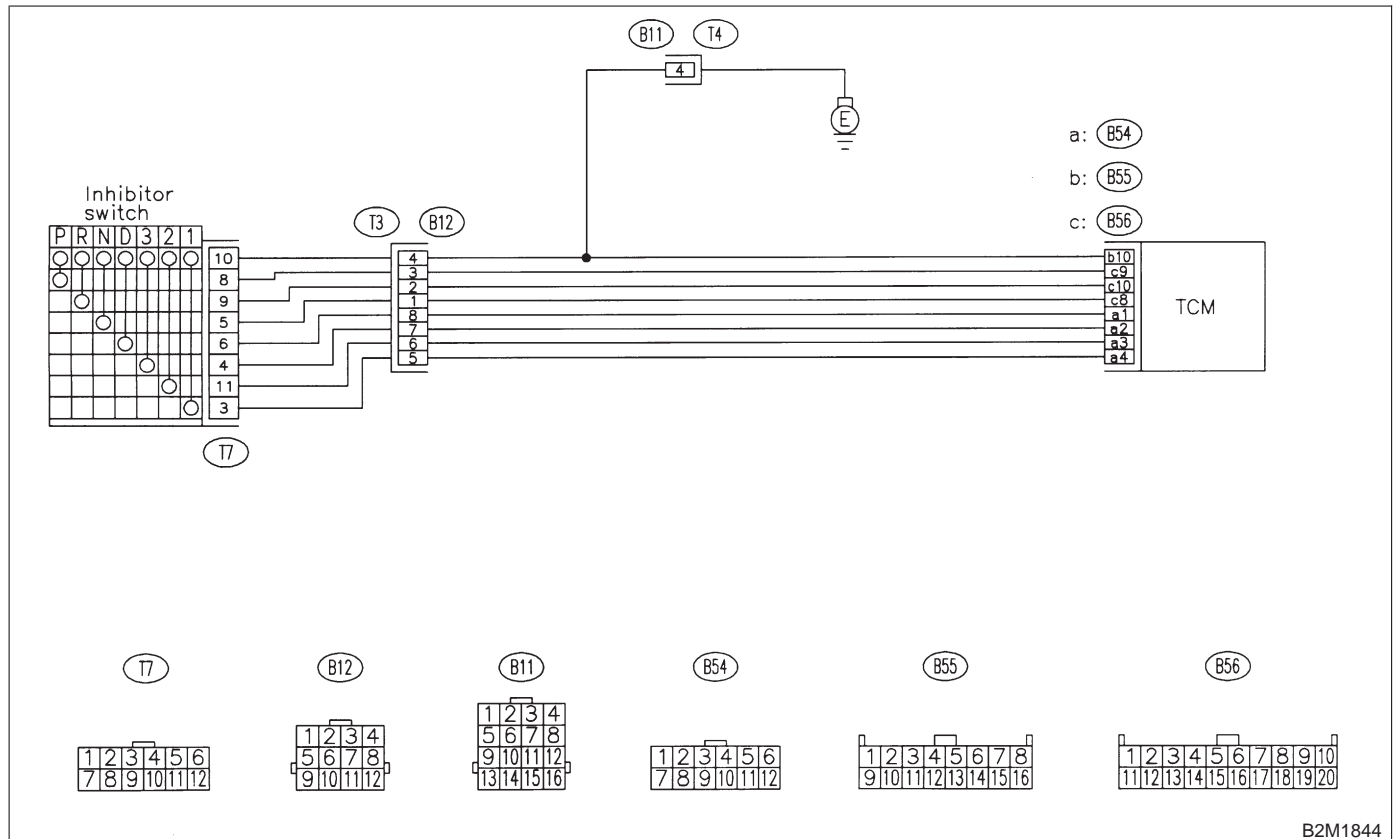 B11 T4
4
E
a: B54
b: B55
c: B56
Inhibitor
switch
P R N D 3 2 1
T3 B12
10 4 b10
8 3 c9
9 2 c10
5 1 c8
6 8 a1
4 7 a2
11 6 a3
3 5 a4
TCM
T7
T7
1 2 3 4 5 6
7 8 9 10 11 12
B12
1 2 3 4
5 6 7 8
9 10 11 12
B11
1 2 3 4
5 6 7 8
9 10 11 12
13 14 15 16
B54
1 2 3 4 5 6
7 8 9 10 11 12
B55
1 2 3 4 5 6 7 8
9 10 11 12 13 14 15 16
B56
1 2 3 4 5 6 7 8 9 10
11 12 13 14 15 16 17 18 19 20
B2M1844